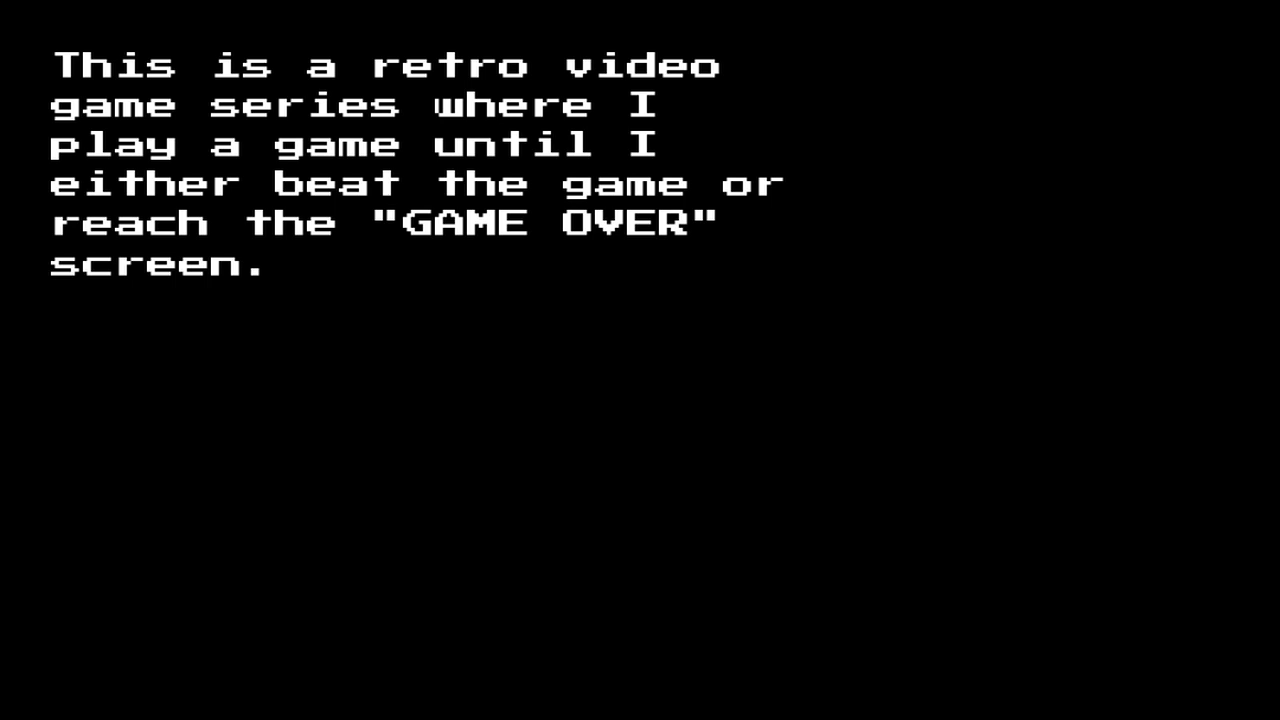 This is a retro video
game series where I
play a game until I
either beat the game or
reach the "GAME OVER"
screen.